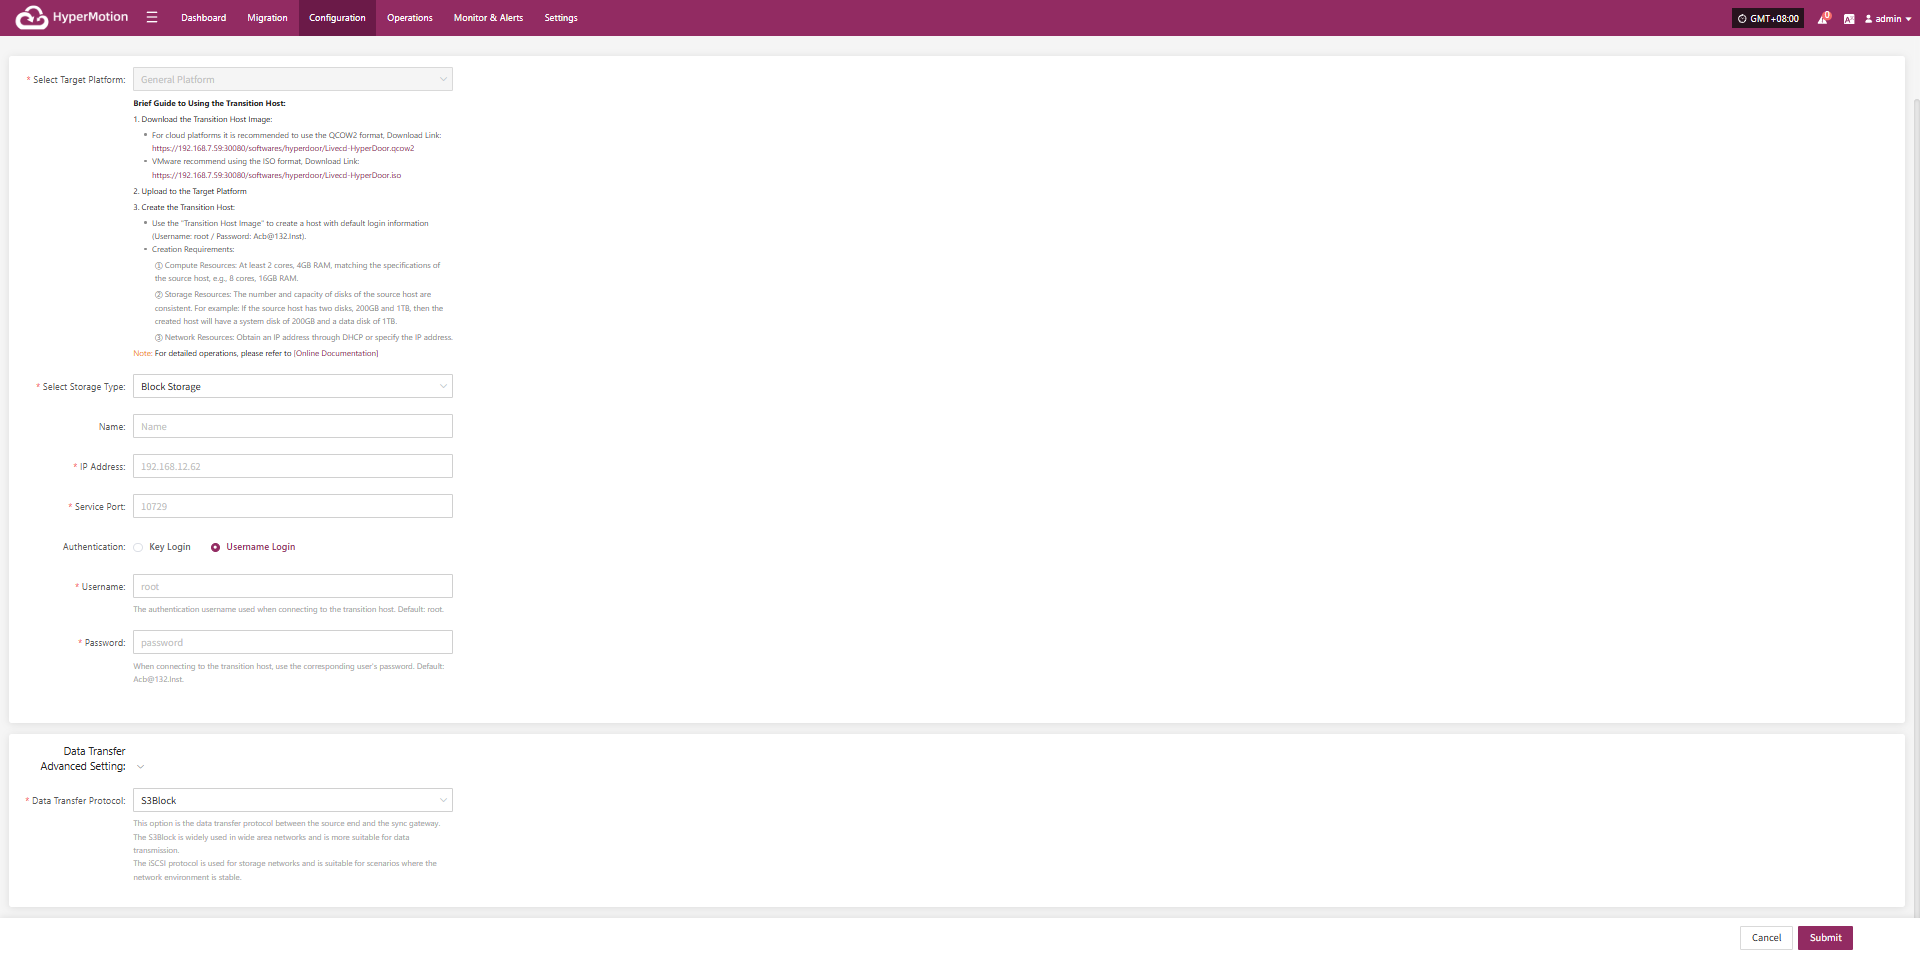 HyperMotion
Dashboard
Migration
Configuration
Operations
Monitor & Alerts
Settings
GMT+08:00
0
admin
* Select Target Platform:
General Platform
Brief Guide to Using the Transition Host:
1. Download the Transition Host Image:
• For cloud platforms it is recommended to use the QCOW2 format, Download Link:
https://192.168.7.59:30080/softwares/hyperdoor/Livecd-HyperDoor.qcow2
• VMware recommend using the ISO format, Download Link:
https://192.168.7.59:30080/softwares/hyperdoor/Livecd-HyperDoor.iso
2. Upload to the Target Platform
3. Create the Transition Host:
• Use the "Transition Host Image" to create a host with default login information
(Username: root / Password: Acb@132.Inst).
• Creation Requirements:
① Compute Resources: At least 2 cores, 4GB RAM, matching the specifications of
the source host, e.g., 8 cores, 16GB RAM.
② Storage Resources: The number and capacity of disks of the source host are
consistent. For example: If the source host has two disks, 200GB and 1TB, then the
created host will have a system disk of 200GB and a data disk of 1TB.
③ Network Resources: Obtain an IP address through DHCP or specify the IP address.
Note: For detailed operations, please refer to [Online Documentation]
* Select Storage Type:
Block Storage
Name:
Name
* IP Address:
192.168.12.62
* Service Port:
10729
Authentication:
Key Login
Username Login
* Username:
root
The authentication username used when connecting to the transition host. Default: root.
* Password:
password
When connecting to the transition host, use the corresponding user's password. Default:
Acb@132.Inst.
Data Transfer
Advanced Setting:
* Data Transfer Protocol:
S3Block
This option is the data transfer protocol between the source end and the sync gateway.
The S3Block is widely used in wide area networks and is more suitable for data
transmission.
The iSCSI protocol is used for storage networks and is suitable for scenarios where the
network environment is stable.
Cancel
Submit